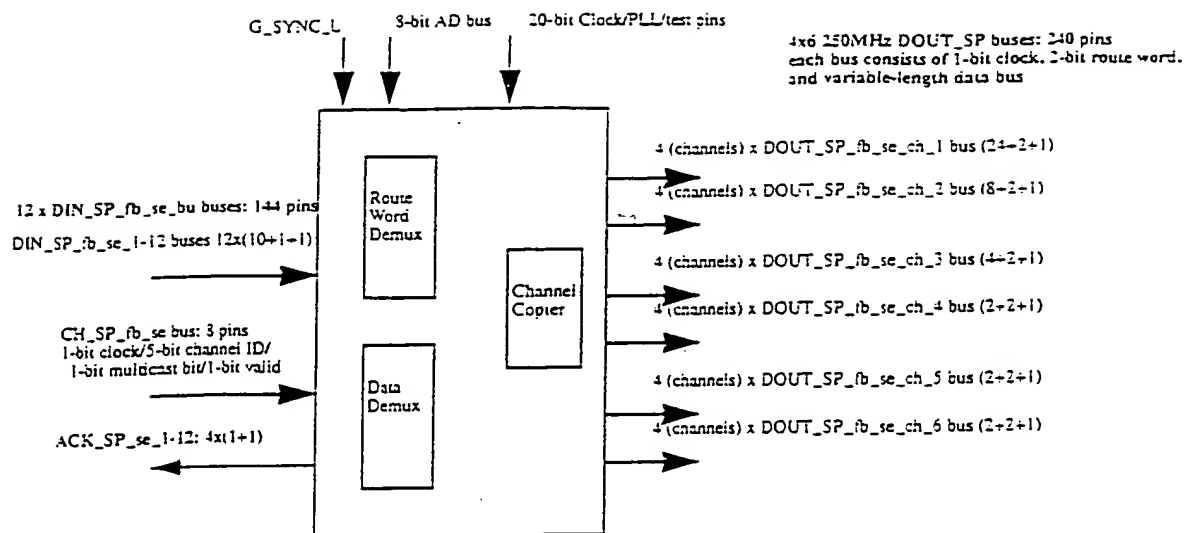 G_SYNC_L
8-bit AD bus
20-bit Clock/PLL/test pins
4x6 250MHz DOUT_SP buses: 240 pins
each bus consists of 1-bit clock, 2-bit route word,
and variable-length data bus
12 x DIN_SP_fb_se_bu buses: 144 pins
DIN_SP_fb_se_1-12 buses 12x(10+1+1)
CH_SP_fb_se bus: 8 pins
1-bit clock/5-bit channel ID/
1-bit multicast bit/1-bit valid
ACK_SP_se_1-12: 4x(1+1)
Route
Word
Demux
Data
Demux
Channel
Copier
4 (channels) x DOUT_SP_fb_se_ch_1 bus (24+2+1)
4 (channels) x DOUT_SP_fb_se_ch_2 bus (8+2+1)
4 (channels) x DOUT_SP_fb_se_ch_3 bus (4+2+1)
4 (channels) x DOUT_SP_fb_se_ch_4 bus (2+2+1)
4 (channels) x DOUT_SP_fb_se_ch_5 bus (2+2+1)
4 (channels) x DOUT_SP_fb_se_ch_6 bus (2+2+1)